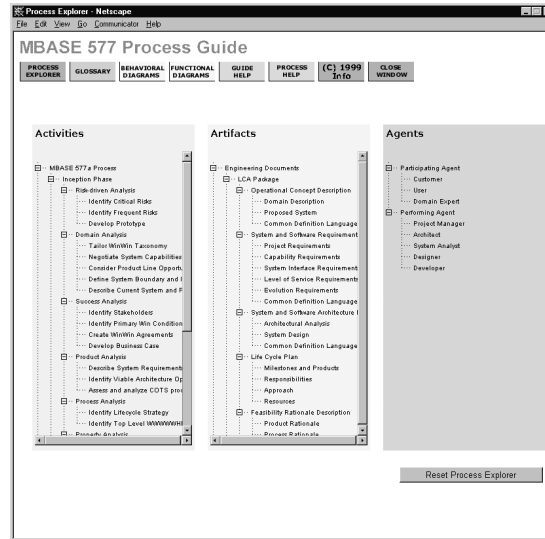 Process Explorer - Netscape
File Edit View Go Communicator Help
MBASE 577 Process Guide
PROCESS EXPLORER
GLOSSARY
BEHAVIORAL DIAGRAMS
FUNCTIONAL DIAGRAMS
GUIDE HELP
PROCESS HELP
(C) 1999 Info
CLOSE WINDOW
Activities
MBASE 577a Process
Inception Phase
Risk-driven Analysis
Identify Critical Risks
Identify Frequent Risks
Develop Prototype
Domain Analysis
Tailor WinWin Taxonomy
Negotiate System Capabilities
Consider Product Line Opportu
Define System Boundary and
Describe Current System and P
Success Analysis
Identify Stakeholders
Identify Primary Win Condition
Create WinWin Agreements
Develop Business Case
Product Analysis
Describe System Requirement
Identify Viable Architecture Op
Assess and analyze COTS pro
Process Analysis
Identify Lifecycle Strategy
Identify Top Level WWWWWHH
Property Analysis
Artifacts
Engineering Documents
LCA Package
Operational Concept Description
Domain Description
Proposed System
Common Definition Language
System and Software Requirement
Project Requirements
Capability Requirements
System Interface Requirement
Level of Service Requirements
Evolution Requirements
Common Definition Language
System and Software Architecture
Architectural Analysis
System Design
Common Definition Language
Life Cycle Plan
Milestones and Products
Responsibilities
Approach
Resources
Feasibility Rationale Description
Product Rationale
Process Rationale
Agents
Participating Agent
Customer
User
Domain Expert
Performing Agent
Project Manager
Architect
System Analyst
Designer
Developer
Reset Process Explorer